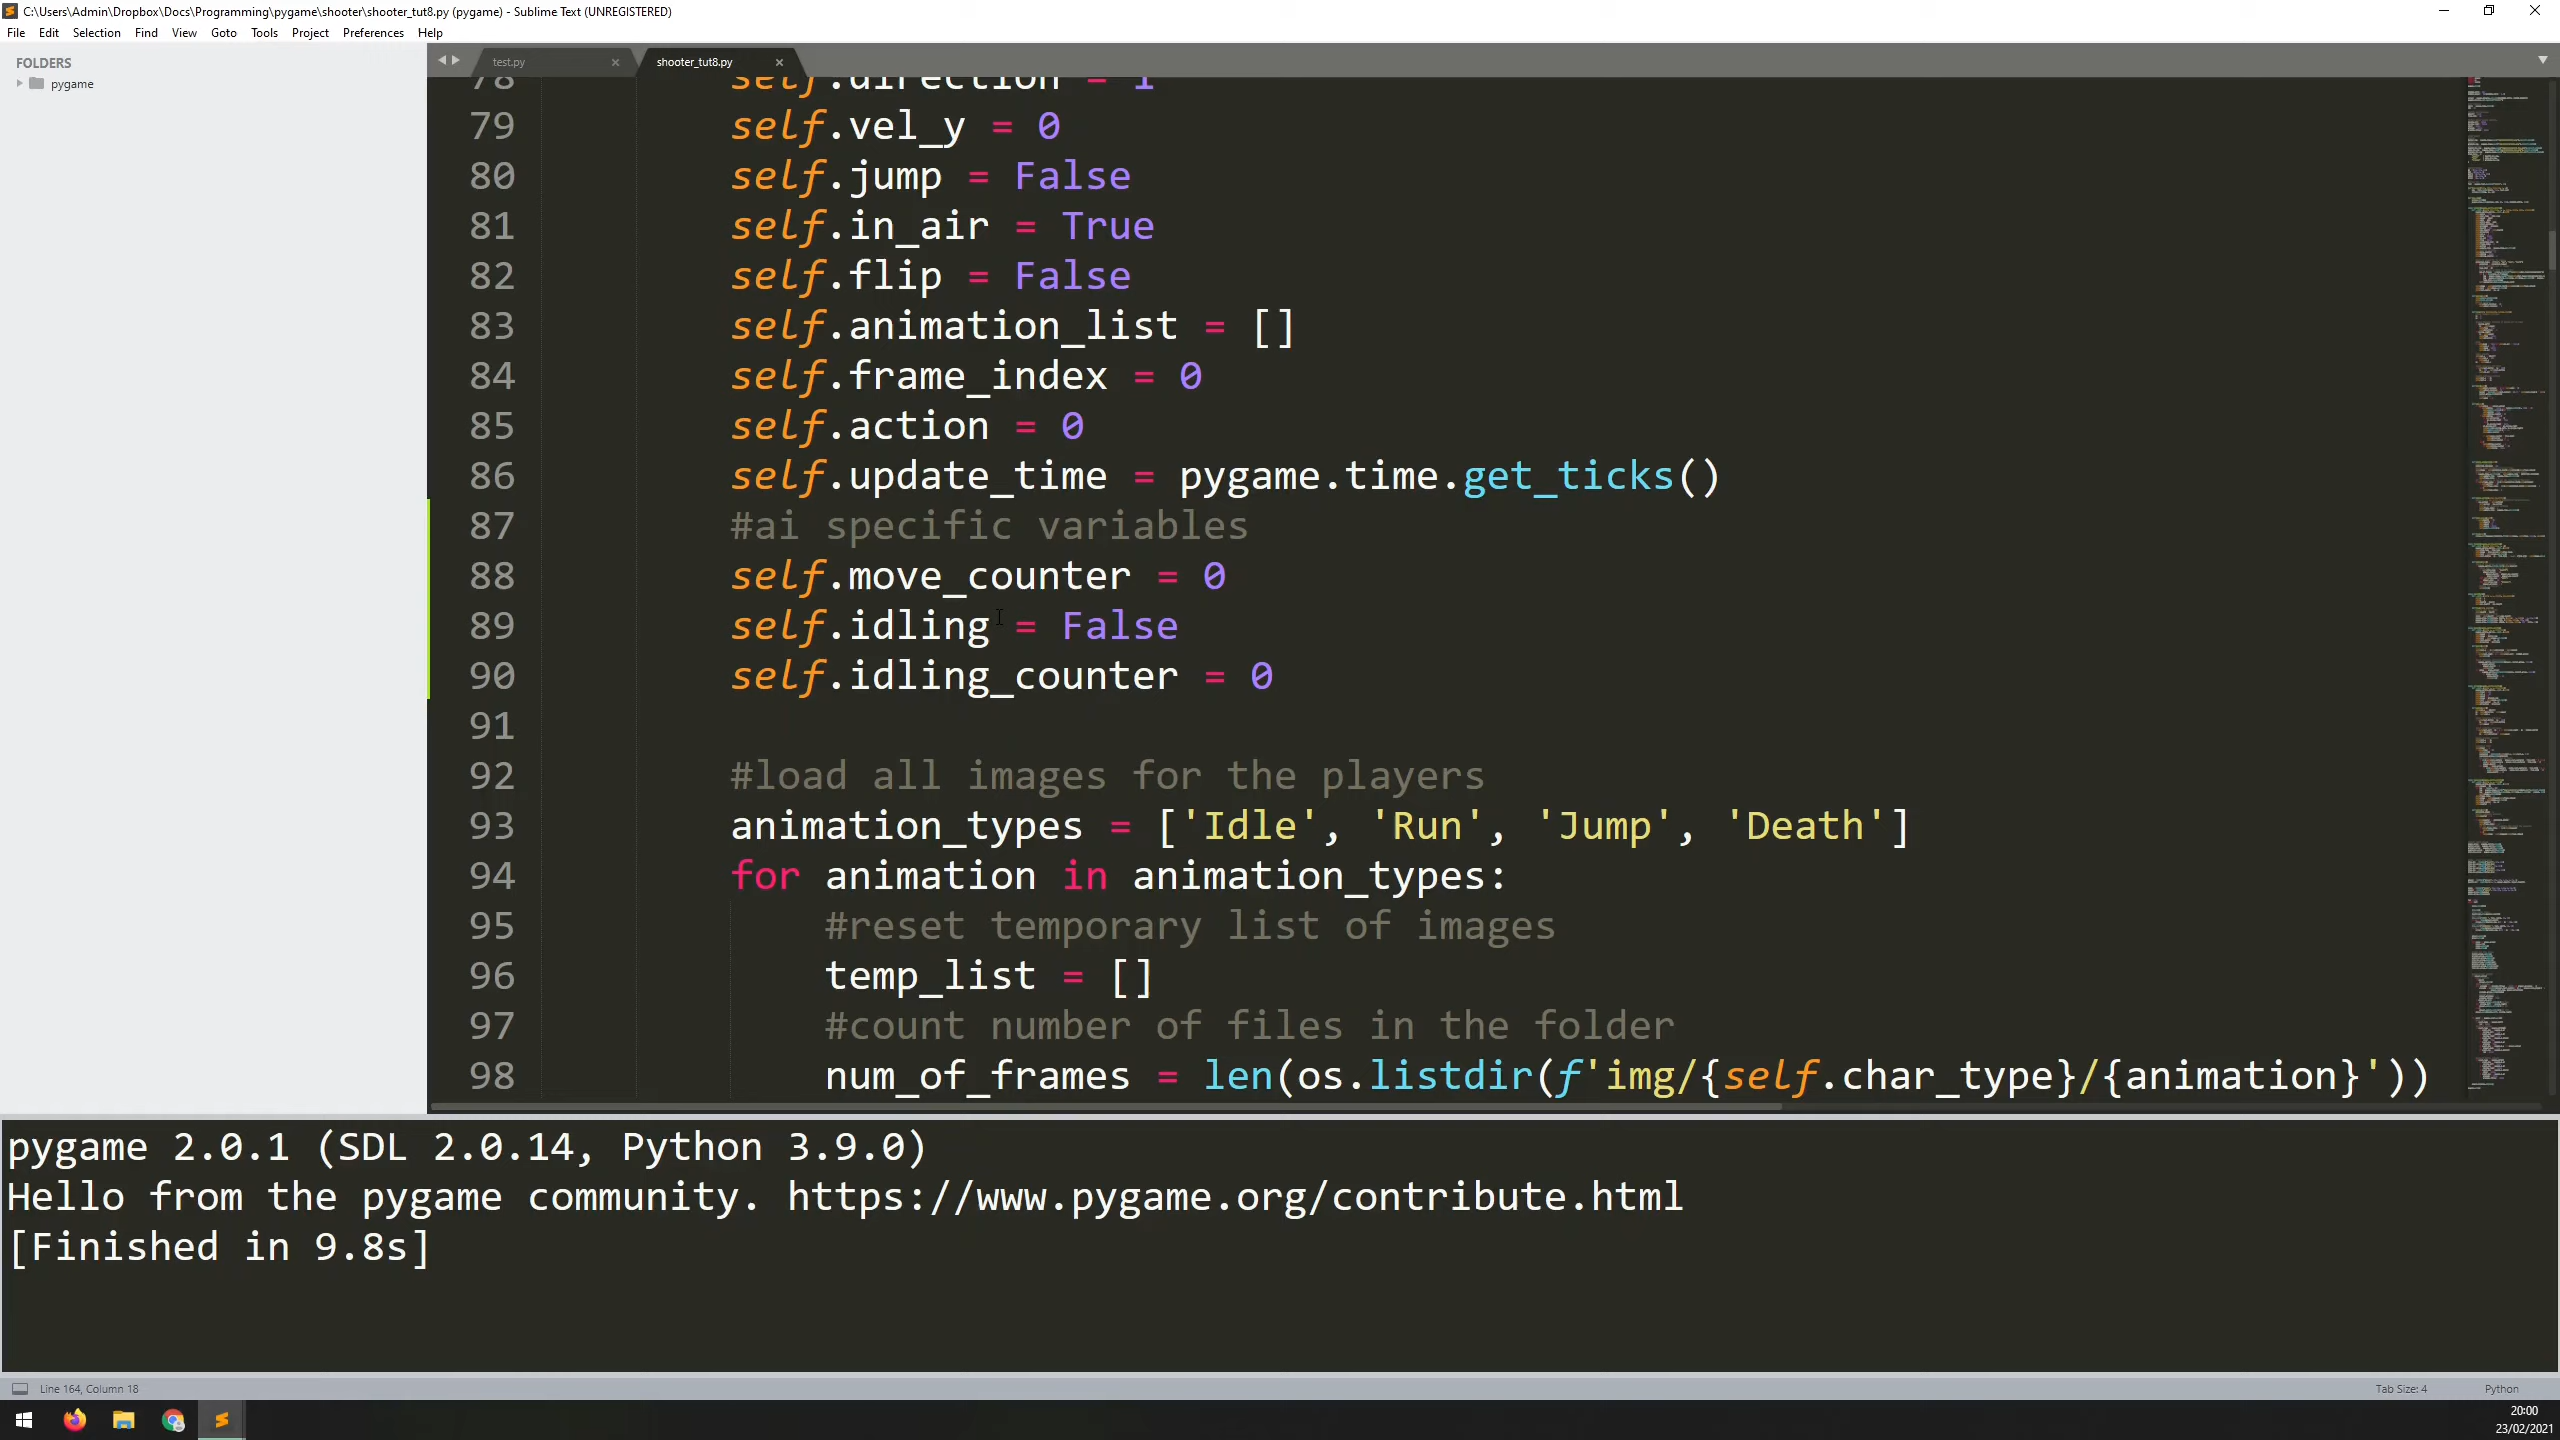 C:\Users\Admin\Dropbox\Docs\Programming\pygame\shooter\shooter_tut8.py (pygame) - Sublime Text (UNREGISTERED)
File Edit Selection Find View Goto Tools Project Preferences Help
FOLDERS
pygame
test.py
shooter_tut8.py
78 self.direction = 1
79 self.vel_y = 0
80 self.jump = False
81 self.in_air = True
82 self.flip = False
83 self.animation_list = []
84 self.frame_index = 0
85 self.action = 0
86 self.update_time = pygame.time.get_ticks()
87 #ai specific variables
88 self.move_counter = 0
89 self.idling = False
90 self.idling_counter = 0
91
92 #load all images for the players
93 animation_types = ['Idle', 'Run', 'Jump', 'Death']
94 for animation in animation_types:
95 #reset temporary list of images
96 temp_list = []
97 #count number of files in the folder
98 num_of_frames = len(os.listdir(f'img/{self.char_type}/{animation}'))
pygame 2.0.1 (SDL 2.0.14, Python 3.9.0)
Hello from the pygame community. https://www.pygame.org/contribute.html
[Finished in 9.8s]
Line 164, Column 18
Tab Size: 4
Python
20:00
23/02/2021